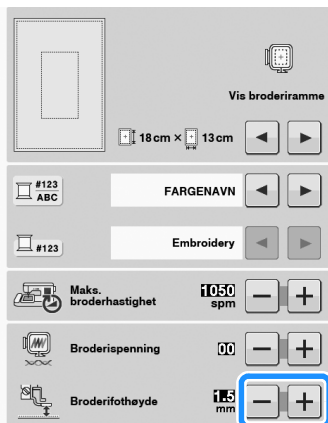 Vis broderiramme
18 cm × 13 cm
#123
ABC
FARGENAVN
#123
Embroidery
Maks.
broderhastighet
1050
spm
Broderispenning
00
Broderifothøyde
1.5
mm